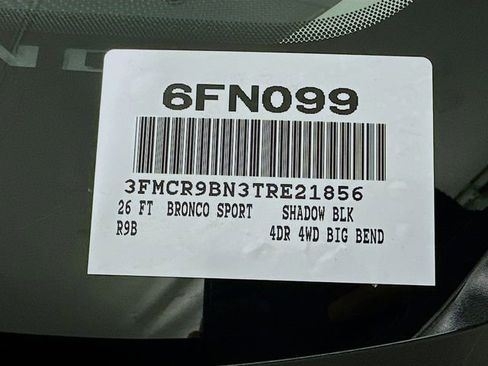 6FN099
3FMCR9BN3TRE21856
26 FT BRONCO SPORT SHADOW BLK
R9B 4DR 4WD BIG BEND